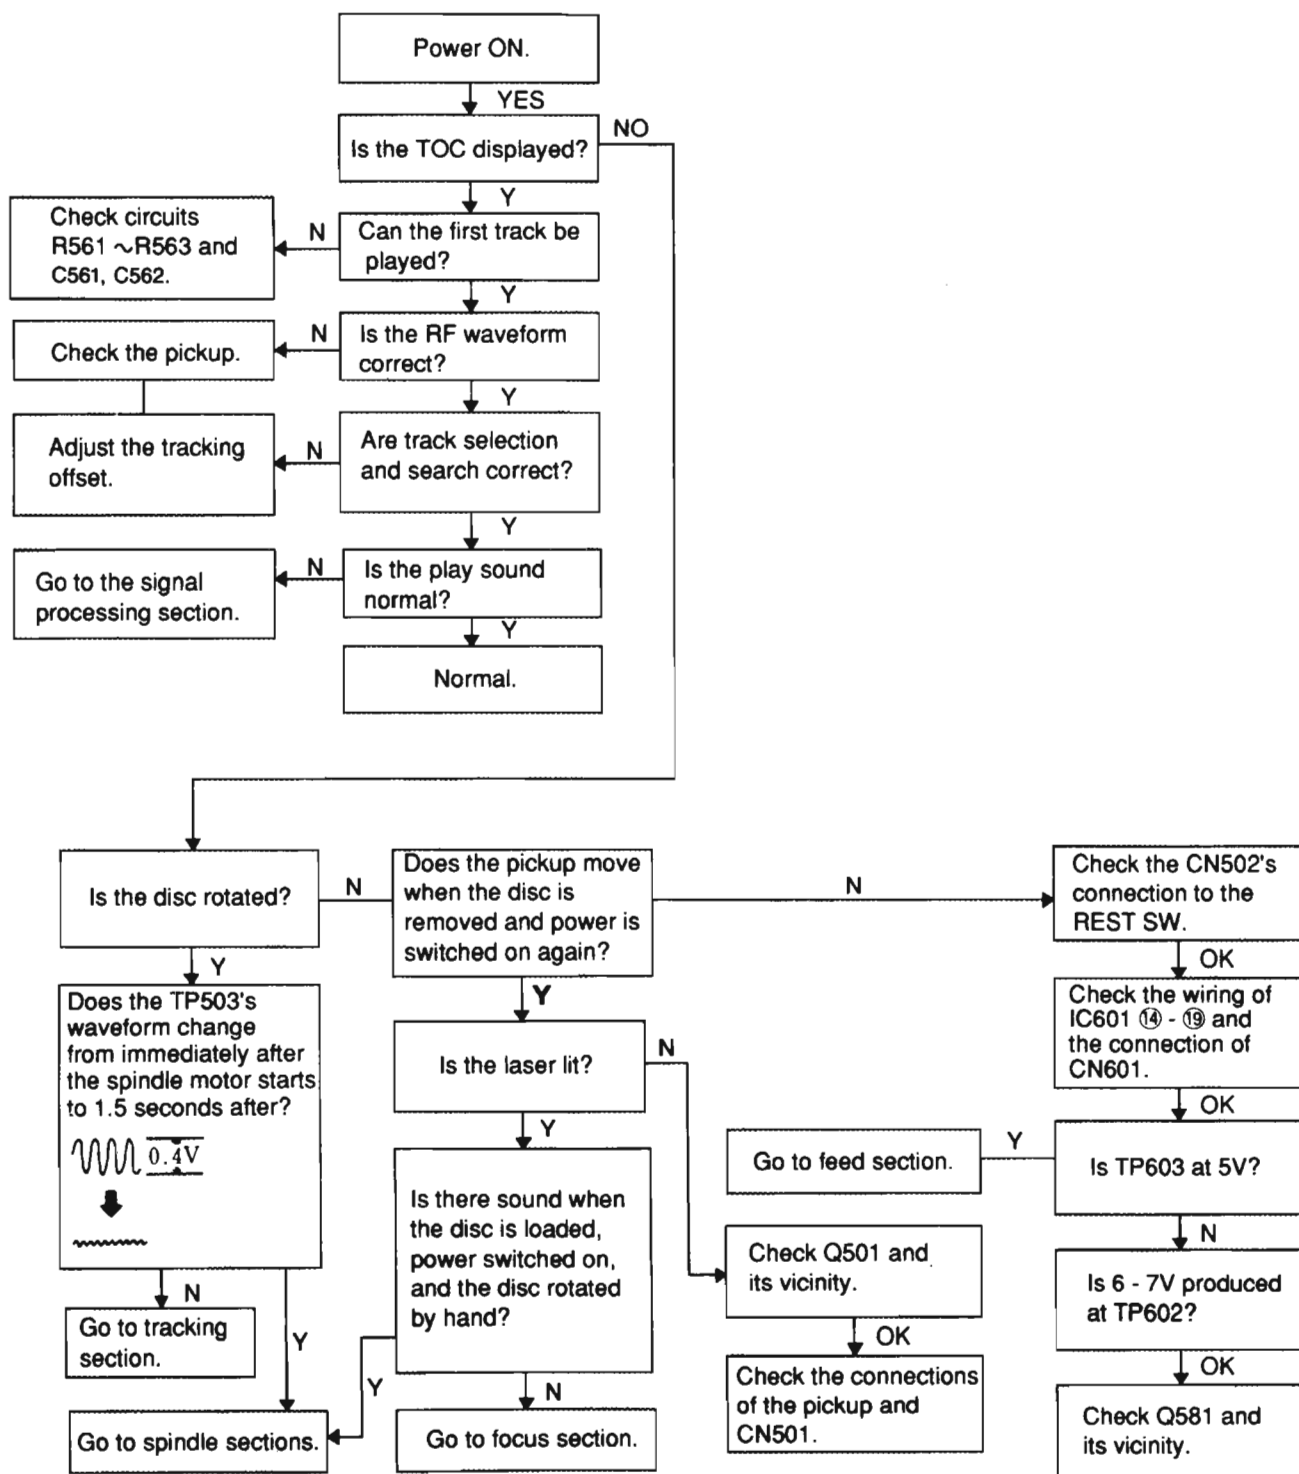 Power ON.
YES
Is the TOC displayed?
NO
Y
Check circuits
R561 ~R563 and
C561, C562.
N
Can the first track be
played?
Y
Check the pickup.
N
Is the RF waveform
correct?
Y
Adjust the tracking
offset.
N
Are track selection
and search correct?
Y
Go to the signal
processing section.
N
Is the play sound
normal?
Y
Normal.
Is the disc rotated?
N
Does the pickup move
when the disc is
removed and power is
switched on again?
N
Check the CN502's
connection to the
REST SW.
Y
Y
OK
Does the TP503's
waveform change
from immediately after
the spindle motor starts
to 1.5 seconds after?
0.4V
Is the laser lit?
N
Check the wiring of
IC601 ⑭ - ⑲ and
the connection of
CN601.
Y
OK
Go to feed section.
Y
Is TP603 at 5V?
Is there sound when
the disc is loaded,
power switched on,
and the disc rotated
by hand?
N
Check Q501 and
its vicinity.
Is 6 - 7V produced
at TP602?
N
Go to tracking
section.
Y
Y
N
OK
OK
Check the connections
of the pickup and
CN501.
Go to spindle sections.
Go to focus section.
Check Q581 and
its vicinity.